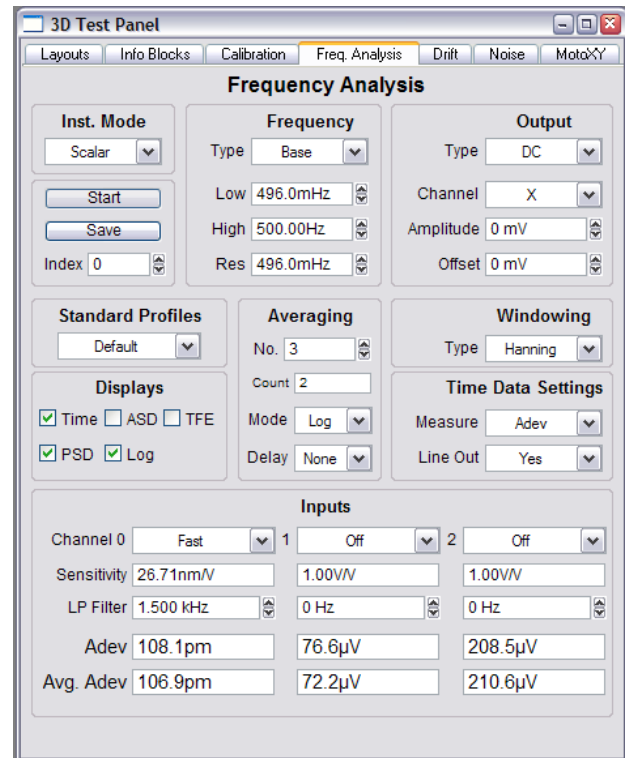 3D Test Panel
Layouts Info Blocks Calibration Freq. Analysis Drift Noise MotoXY
Frequency Analysis
Inst. Mode
Scalar
Start
Save
Index 0
Frequency
Type Base
Low 496.0mHz
High 500.00Hz
Res 496.0mHz
Output
Type DC
Channel X
Amplitude 0 mV
Offset 0 mV
Standard Profiles
Default
Displays
Time ASD TFE
PSD Log
Averaging
No. 3
Count 2
Mode Log
Delay None
Windowing
Type Hanning
Time Data Settings
Measure Adev
Line Out Yes
Inputs
Channel 0 Fast 1 Off 2 Off
Sensitivity 26.71nm/V 1.00V/V 1.00V/V
LP Filter 1.500 kHz 0 Hz 0 Hz
Adev 108.1pm 76.6µV 208.5µV
Avg. Adev 106.9pm 72.2µV 210.6µV